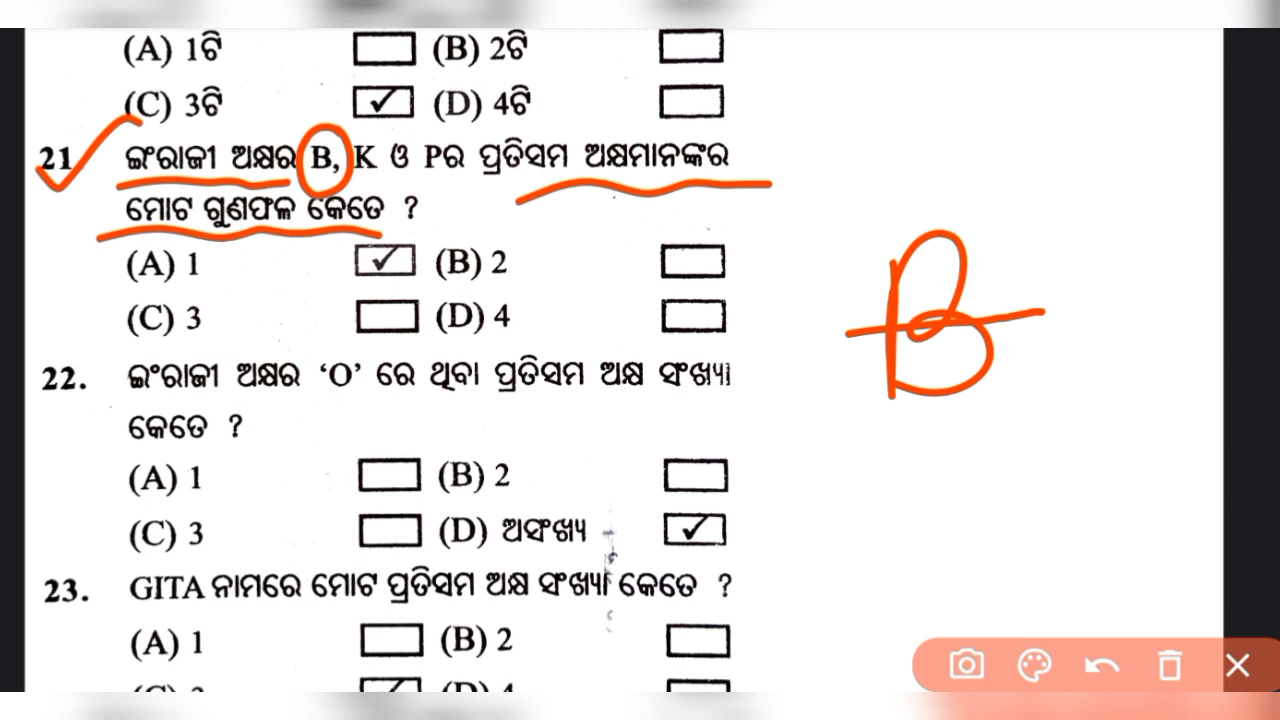 (A) 1ଟି (B) 2ଟି
(C) 3ଟି ✓ (D) 4ଟି
21 ଇଂରାଜୀ ଅକ୍ଷର B, K ଓ Pର ପ୍ରତିସମ ଅକ୍ଷମାନଙ୍କର
ମୋଟ ଗୁଣଫଳ କେତେ ?
(A) 1 ✓ (B) 2
(C) 3 (D) 4
B
22. ଇଂରାଜୀ ଅକ୍ଷର ‘O’ ରେ ଥିବା ପ୍ରତିସମ ଅକ୍ଷ ସଂଖ୍ୟା
କେତେ ?
(A) 1 (B) 2
(C) 3 (D) ଅସଂଖ୍ୟ ✓
23. GITA ନାମରେ ମୋଟ ପ୍ରତିସମ ଅକ୍ଷ ସଂଖ୍ୟା କେତେ ?
(A) 1 (B) 2